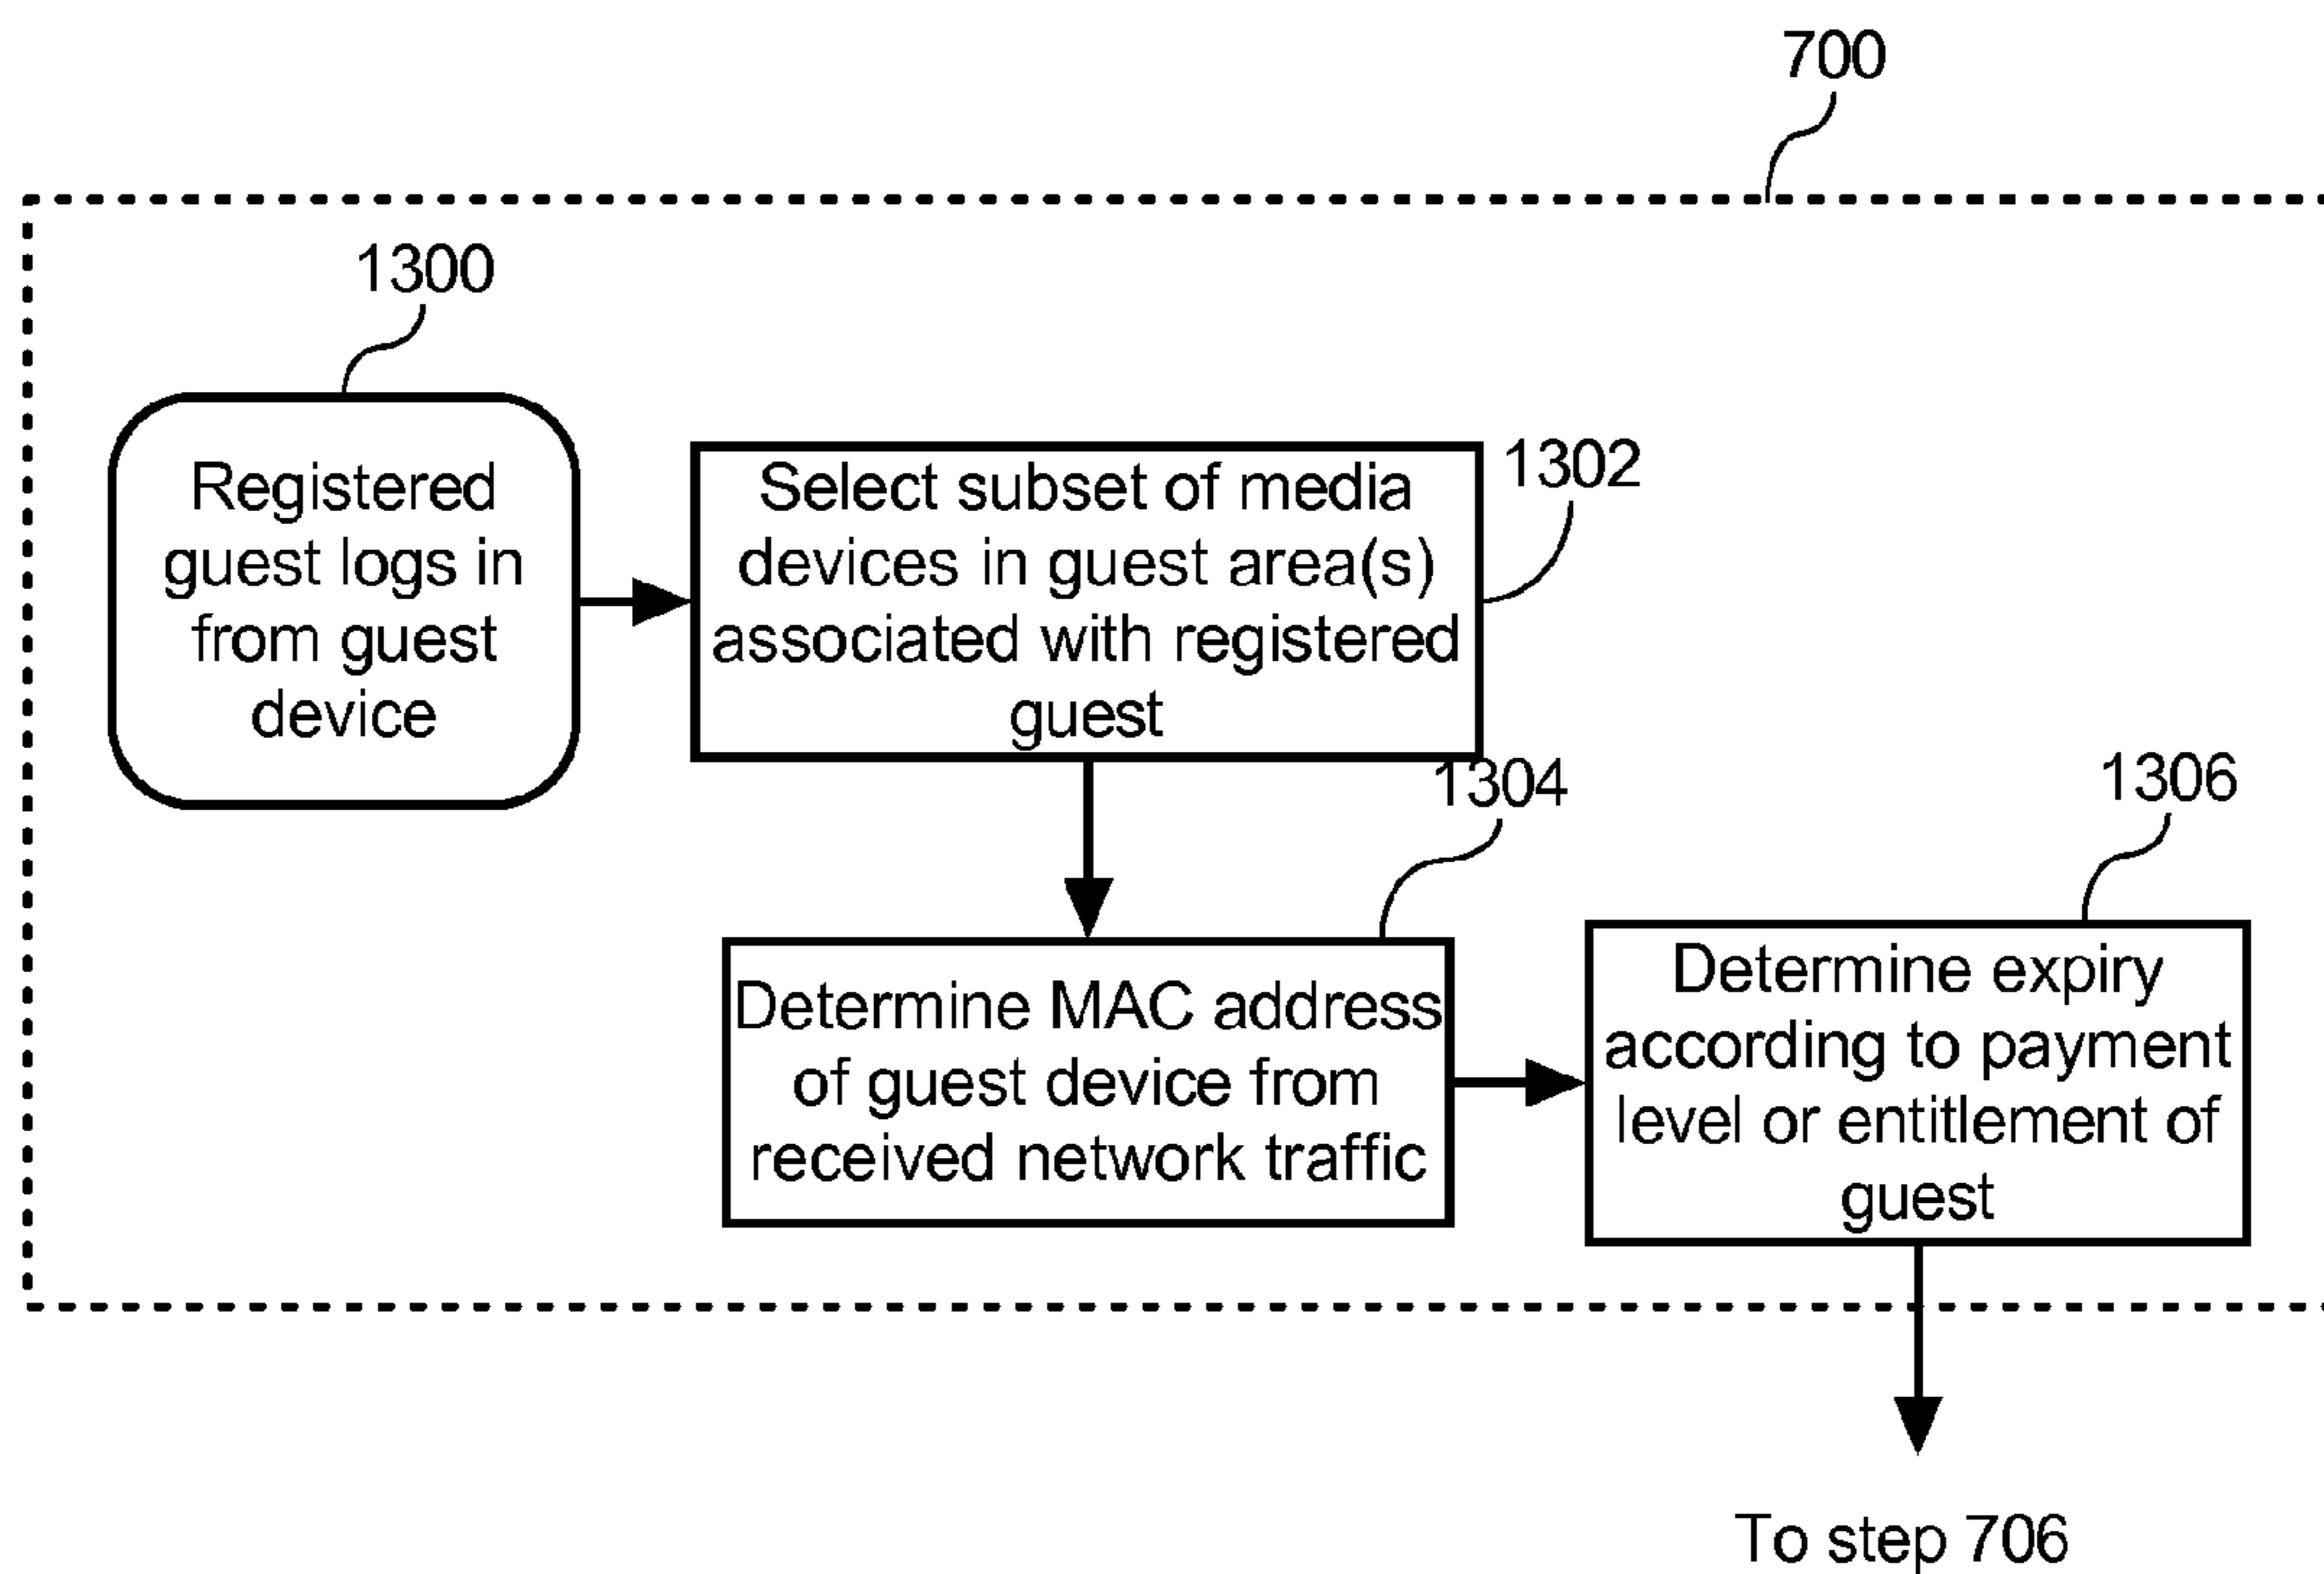 700
1300
Registered
guest logs in
from guest
device
1302
Select subset of media
devices in guest area(s)
associated with registered
guest
1304
Determine MAC address
of guest device from
received network traffic
1306
Determine expiry
according to payment
level or entitlement of
guest
To step 706